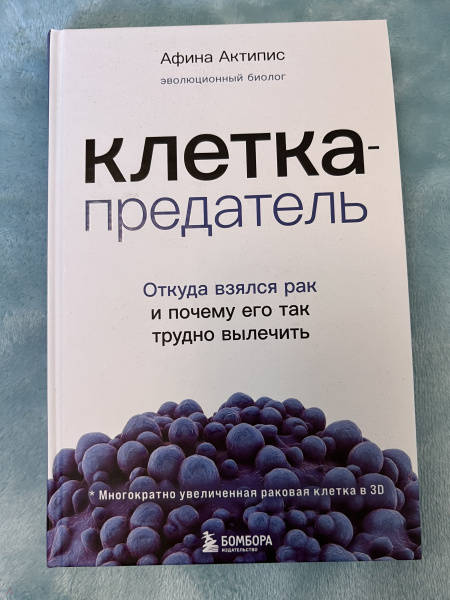 Афина Актипис
эволюционный биолог
клетка-
предатель
Откуда взялся рак
и почему его так
трудно вылечить
* Многократно увеличенная раковая клетка в 3D
БОМБОРА
ИЗДАТЕЛЬСТВО